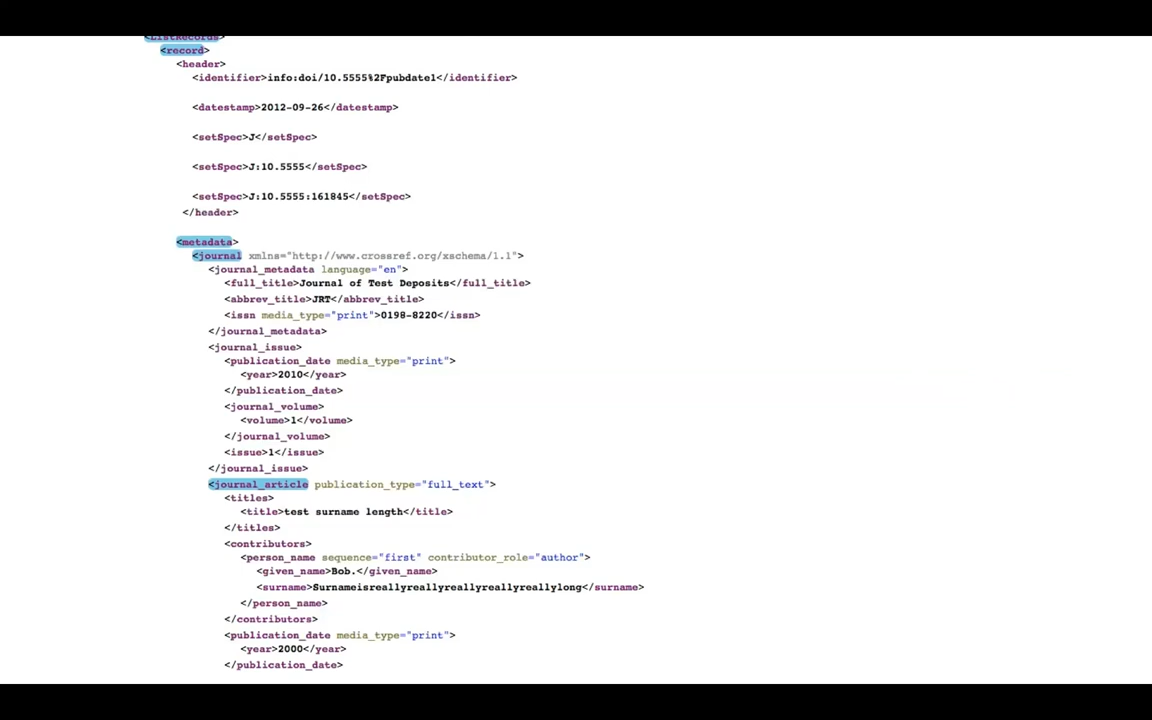 <ListRecords>
<record>
<header>
<identifier>info:doi/10.5555%2Fpubdate1</identifier>
<datestamp>2012-09-26</datestamp>
<setSpec>J</setSpec>
<setSpec>J:10.5555</setSpec>
<setSpec>J:10.5555:161845</setSpec>
</header>
<metadata>
<journal xmlns="http://www.crossref.org/xschema/1.1">
<journal_metadata language="en">
<full_title>Journal of Test Deposits</full_title>
<abbrev_title>JRT</abbrev_title>
<issn media_type="print">0198-8220</issn>
</journal_metadata>
<journal_issue>
<publication_date media_type="print">
<year>2010</year>
</publication_date>
<journal_volume>
<volume>1</volume>
</journal_volume>
<issue>1</issue>
</journal_issue>
<journal_article publication_type="full_text">
<titles>
<title>test surname length</title>
</titles>
<contributors>
<person_name sequence="first" contributor_role="author">
<given_name>Bob.</given_name>
<surname>Surnameisreallyreallyreallyreallyreallylong</surname>
</person_name>
</contributors>
<publication_date media_type="print">
<year>2000</year>
</publication_date>